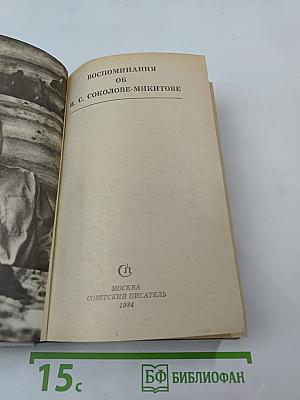 ВОСПОМИНАНИЯ
ОБ
И. С. СОКОЛОВЕ-МИКИТОВЕ
СП
МОСКВА
СОВЕТСКИЙ ПИСАТЕЛЬ
1984
15с
БФ БИБЛИОФАН